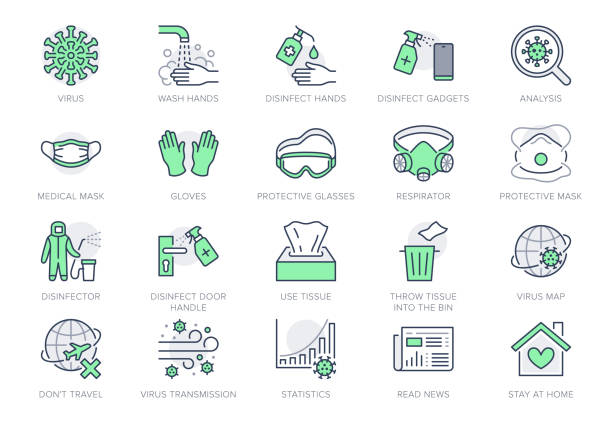 VIRUS
WASH HANDS
DISINFECT HANDS
DISINFECT GADGETS
ANALYSIS
MEDICAL MASK
GLOVES
PROTECTIVE GLASSES
RESPIRATOR
PROTECTIVE MASK
DISINFECTOR
DISINFECT DOOR
HANDLE
USE TISSUE
THROW TISSUE
INTO THE BIN
VIRUS MAP
DON'T TRAVEL
VIRUS TRANSMISSION
STATISTICS
READ NEWS
STAY AT HOME